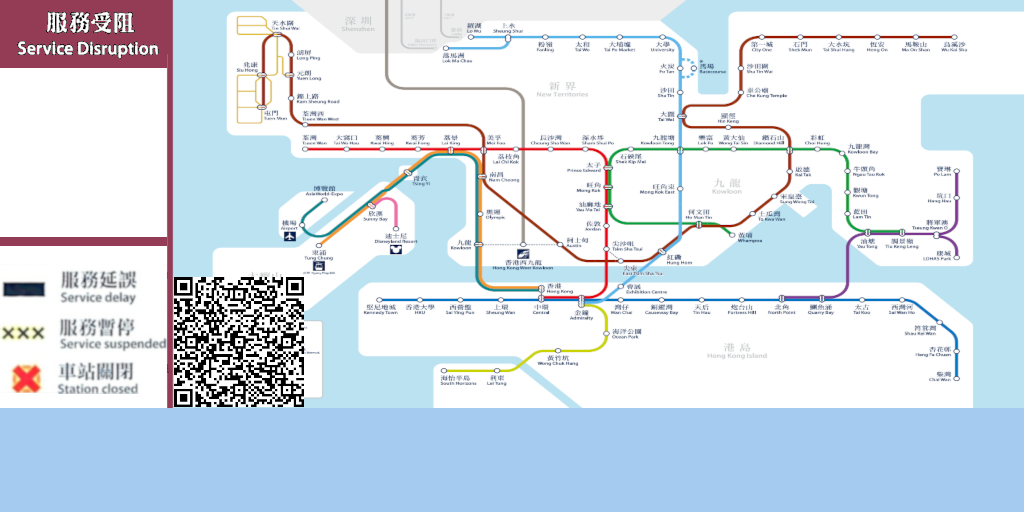 服務受阻
Service Disruption
服務延誤
Service delay
服務暫停
Service suspended
車站關閉
Station closed
深圳
Shenzhen
新界
New Territories
九龍
Kowloon
港島
Hong Kong Island
天水圍
Tin Shui Wai
朗屏
Long Ping
兆康
Siu Hong
元朗
Yuen Long
錦上路
Kam Sheung Road
屯門
Tuen Mun
荃灣西
Tsuen Wan West
羅湖
Lo Wu
上水
Sheung Shui
落馬洲
Lok Ma Chau
粉嶺
Fanling
太和
Tai Wo
大埔墟
Tai Po Market
大學
University
火炭
Fo Tan
馬場
Racecourse
沙田
Sha Tin
大圍
Tai Wai
第一城
City One
石門
Shek Mun
大水坑
Tai Shui Hang
恆安
Heng On
馬鞍山
Ma On Shan
烏溪沙
Wu Kai Sha
沙田圍
Sha Tin Wai
車公廟
Che Kung Temple
顯徑
Hin Keng
荃灣
Tsuen Wan
大窩口
Tai Wo Hau
葵興
Kwai Hing
葵芳
Kwai Fong
荔景
Lai King
美孚
Mei Foo
荔枝角
Lai Chi Kok
長沙灣
Cheung Sha Wan
深水埗
Sham Shui Po
石硤尾
Shek Kip Mei
九龍塘
Kowloon Tong
樂富
Lok Fu
黃大仙
Wong Tai Sin
鑽石山
Diamond Hill
彩虹
Choi Hung
九龍灣
Kowloon Bay
牛頭角
Ngau Tau Kok
觀塘
Kwun Tong
藍田
Lam Tin
油塘
Yau Tong
調景嶺
Tiu Keng Leng
將軍澳
Tseung Kwan O
坑口
Hang Hau
寶琳
Po Lam
康城
LOHAS Park
啟德
Kai Tak
宋皇臺
Sung Wong Toi
土瓜灣
To Kwa Wan
何文田
Ho Man Tin
黃埔
Whampoa
太子
Prince Edward
旺角
Mong Kok
旺角東
Mong Kok East
油麻地
Yau Ma Tei
佐敦
Jordan
尖沙咀
Tsim Sha Tsui
尖東
East Tsim Sha Tsui
紅磡
Hung Hom
柯士甸
Austin
南昌
Nam Cheong
奧運
Olympic
九龍
Kowloon
香港西九龍
Hong Kong West Kowloon
青衣
Tsing Yi
博覽館
AsiaWorld-Expo
機場
Airport
欣澳
Sunny Bay
迪士尼
Disneyland Resort
東涌
Tung Chung
香港
Hong Kong
中環
Central
金鐘
Admiralty
會展
Exhibition Centre
堅尼地城
Kennedy Town
香港大學
HKU
西營盤
Sai Ying Pun
上環
Sheung Wan
灣仔
Wan Chai
銅鑼灣
Causeway Bay
天后
Tin Hau
炮台山
Fortress Hill
北角
North Point
鰂魚涌
Quarry Bay
太古
Tai Koo
西灣河
Sai Wan Ho
筲箕灣
Shau Kei Wan
杏花邨
Heng Fa Chuen
柴灣
Chai Wan
海洋公園
Ocean Park
黃竹坑
Wong Chuk Hang
利東
Lei Tung
海怡半島
South Horizons